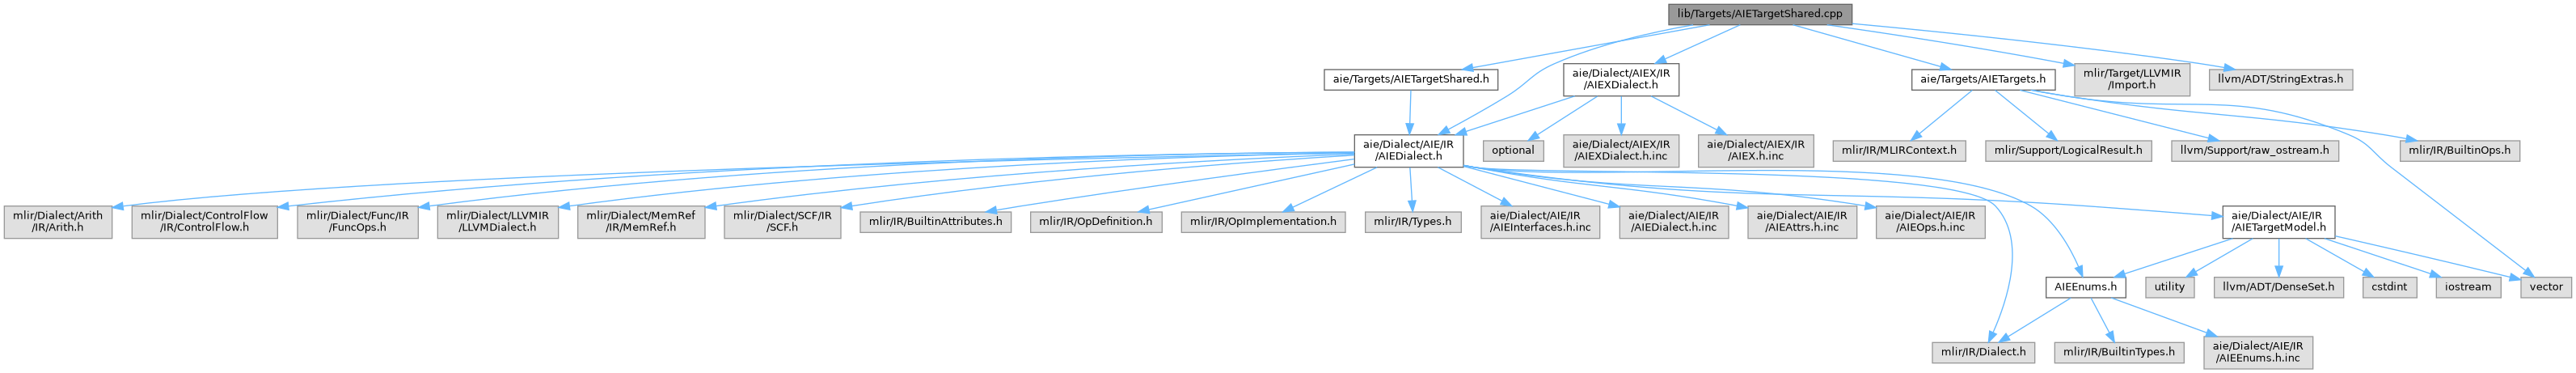 lib/Targets/AIETargetShared.cpp
aie/Targets/AIETargetShared.h
aie/Dialect/AIEX/IR
/AIEXDialect.h
aie/Targets/AIETargets.h
mlir/Target/LLVMIR
/Import.h
llvm/ADT/StringExtras.h
aie/Dialect/AIE/IR
/AIEDialect.h
optional
aie/Dialect/AIEX/IR
/AIEXDialect.h.inc
aie/Dialect/AIEX/IR
/AIEX.h.inc
mlir/IR/MLIRContext.h
mlir/Support/LogicalResult.h
llvm/Support/raw_ostream.h
mlir/IR/BuiltinOps.h
mlir/Dialect/Arith
/IR/Arith.h
mlir/Dialect/ControlFlow
/IR/ControlFlow.h
mlir/Dialect/Func/IR
/FuncOps.h
mlir/Dialect/LLVMIR
/LLVMDialect.h
mlir/Dialect/MemRef
/IR/MemRef.h
mlir/Dialect/SCF/IR
/SCF.h
mlir/IR/BuiltinAttributes.h
mlir/IR/OpDefinition.h
mlir/IR/OpImplementation.h
mlir/IR/Types.h
aie/Dialect/AIE/IR
/AIEInterfaces.h.inc
aie/Dialect/AIE/IR
/AIEDialect.h.inc
aie/Dialect/AIE/IR
/AIEAttrs.h.inc
aie/Dialect/AIE/IR
/AIEOps.h.inc
aie/Dialect/AIE/IR
/AIETargetModel.h
AIEEnums.h
utility
llvm/ADT/DenseSet.h
cstdint
iostream
vector
mlir/IR/Dialect.h
mlir/IR/BuiltinTypes.h
aie/Dialect/AIE/IR
/AIEEnums.h.inc